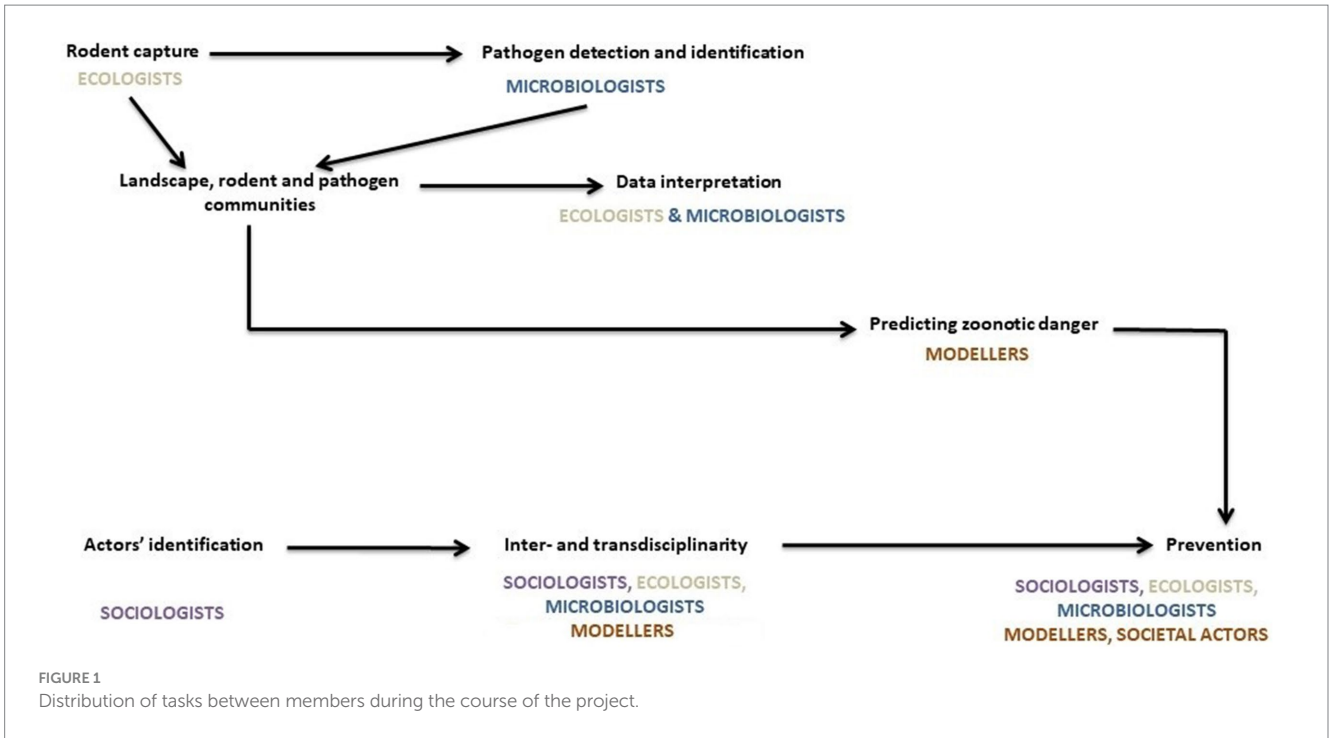 Rodent capture
ECOLOGISTS
Pathogen detection and identification
MICROBIOLOGISTS
Landscape, rodent and pathogen
communities
Data interpretation
ECOLOGISTS & MICROBIOLOGISTS
Predicting zoonotic danger
MODELLERS
Actors' identification
SOCIOLOGISTS
Inter- and transdisciplinarity
SOCIOLOGISTS, ECOLOGISTS,
MICROBIOLOGISTS
MODELLERS
Prevention
SOCIOLOGISTS, ECOLOGISTS,
MICROBIOLOGISTS
MODELLERS, SOCIETAL ACTORS
FIGURE 1
Distribution of tasks between members during the course of the project.